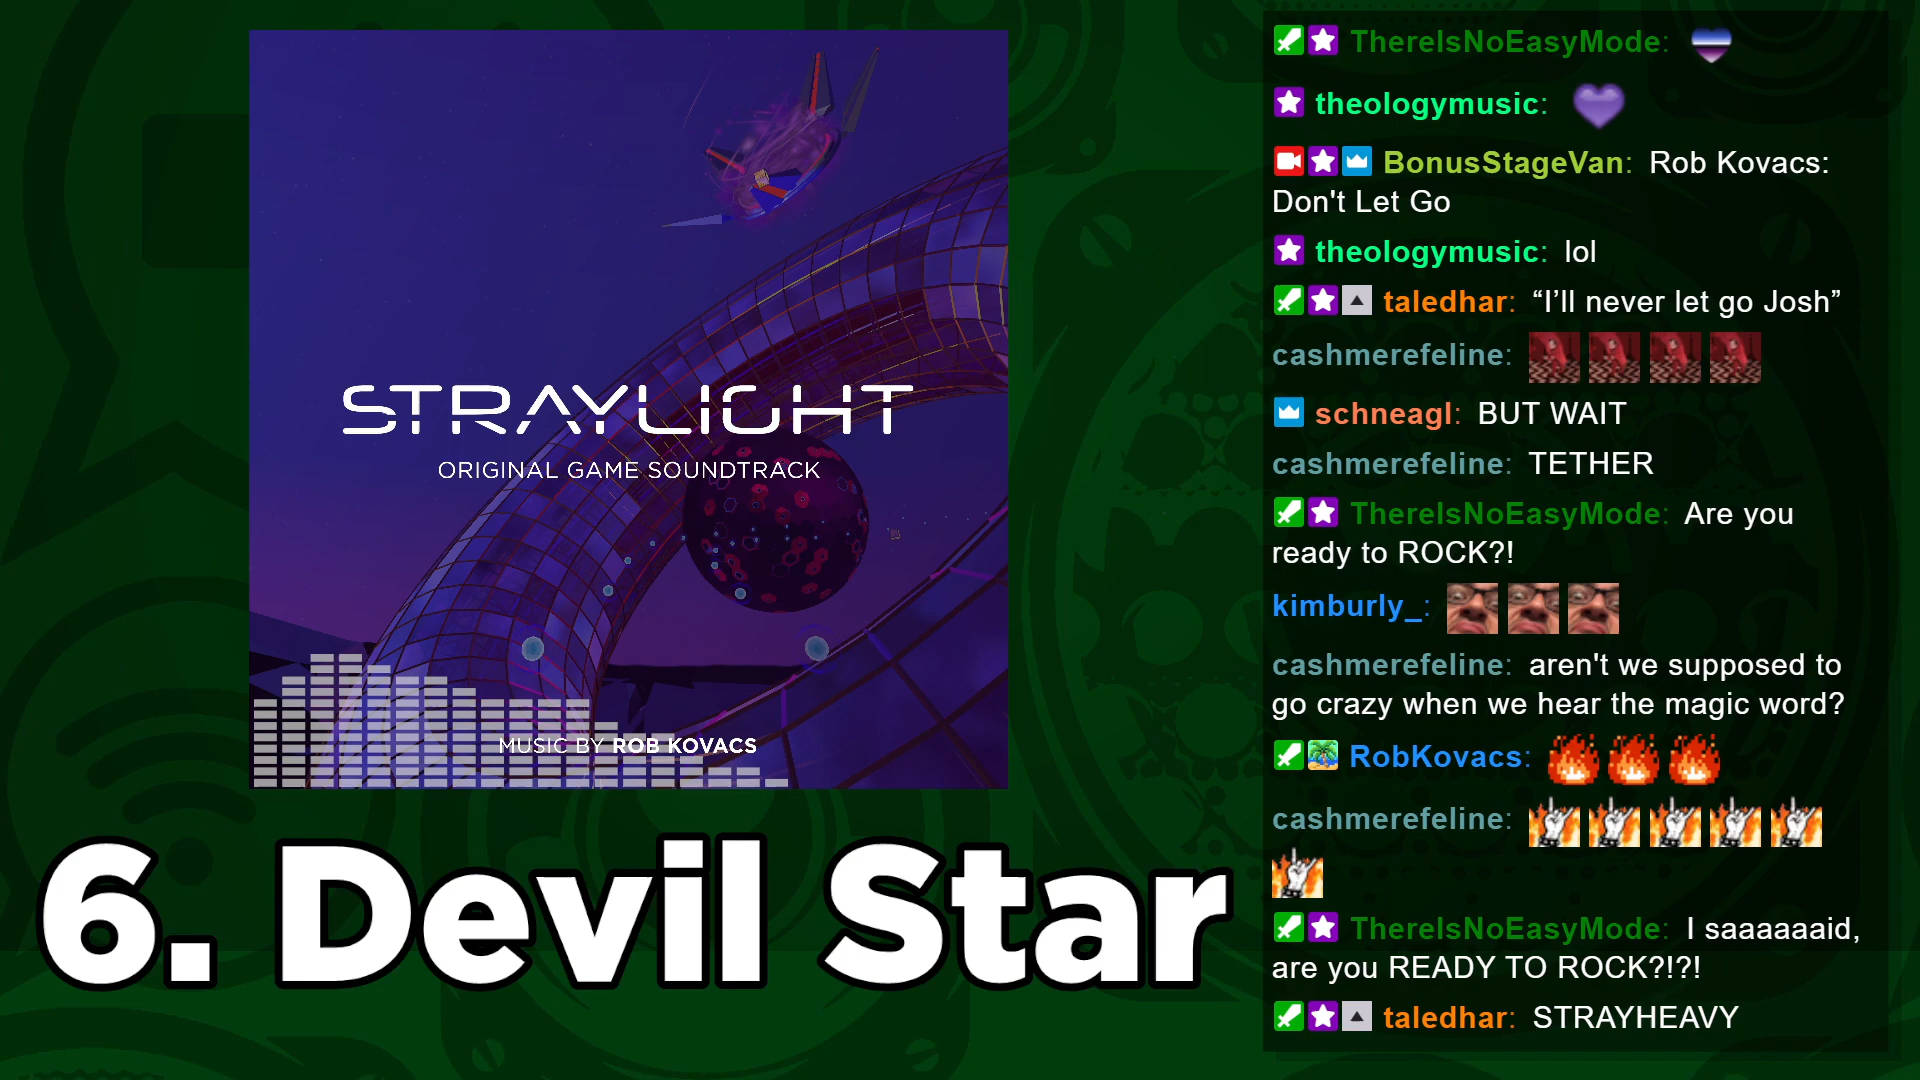 STRAYLIGHT
ORIGINAL GAME SOUNDTRACK
MUSIC BY ROB KOVACS
6. Devil Star
ThereIsNoEasyMode:
theologymusic:
BonusStageVan: Rob Kovacs:
Don't Let Go
theologymusic: lol
taledhar: “I’ll never let go Josh”
cashmerefeline:
schneagl: BUT WAIT
cashmerefeline: TETHER
ThereIsNoEasyMode: Are you
ready to ROCK?!
kimburly_:
cashmerefeline: aren't we supposed to
go crazy when we hear the magic word?
RobKovacs:
cashmerefeline:
ThereIsNoEasyMode: I saaaaaaid,
are you READY TO ROCK?!?!
taledhar: STRAYHEAVY